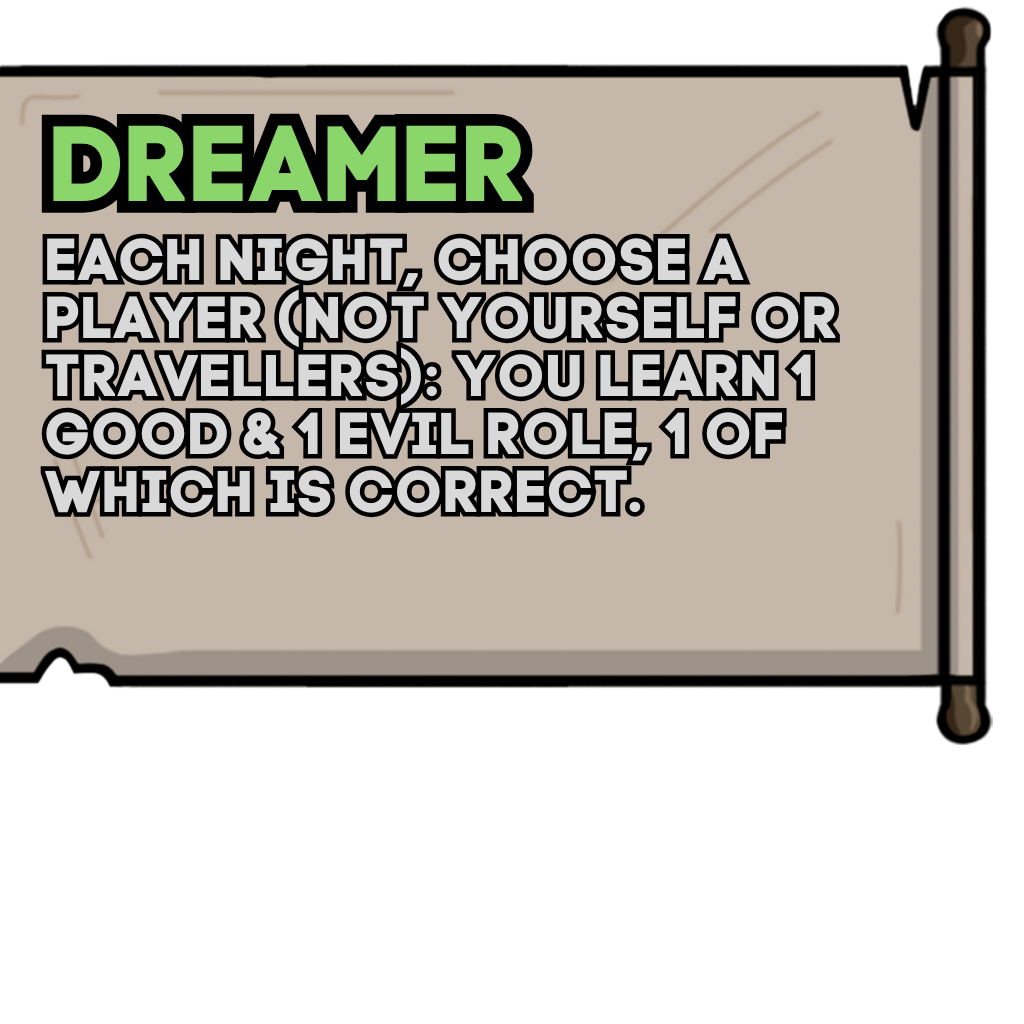 DREAMER
EACH NIGHT, CHOOSE A
PLAYER (NOT YOURSELF OR
TRAVELLERS): YOU LEARN 1
GOOD & 1 EVIL ROLE, 1 OF
WHICH IS CORRECT.